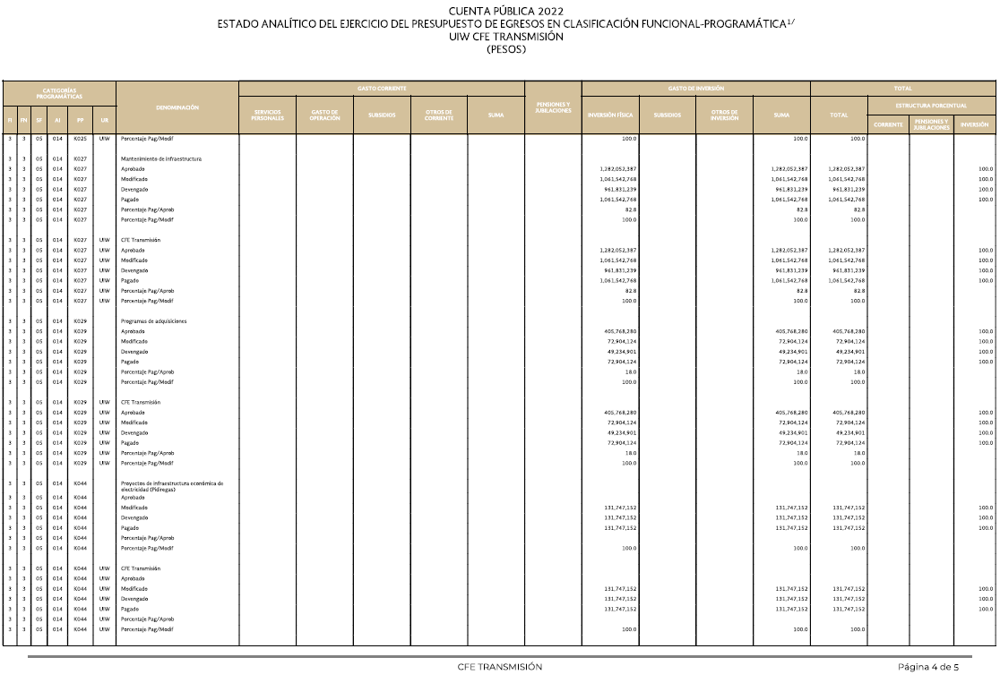 CUENTA PÚBLICA 2022
ESTADO ANALÍTICO DEL EJERCICIO DEL PRESUPUESTO DE EGRESOS EN CLASIFICACIÓN FUNCIONAL-PROGRAMÁTICA1/
UIW CFE TRANSMISIÓN
(PESOS)
CATEGORÍAS PROGRAMÁTICAS DENOMINACIÓN GASTO CORRIENTE PENSIONES Y JUBILACIONES GASTO DE INVERSIÓN TOTAL
FI FN SF AI PP UR SERVICIOS PERSONALES GASTO DE OPERACIÓN SUBSIDIOS OTROS DE CORRIENTE SUMA INVERSIÓN FÍSICA SUBSIDIOS OTROS DE INVERSIÓN SUMA TOTAL ESTRUCTURA PORCENTUAL
CORRIENTE PENSIONES Y JUBILACIONES INVERSIÓN
3 3 05 014 K025 UIW Porcentaje Pag/Modif 100.0 100.0 100.0
3 3 05 014 K027 Mantenimiento de infraestructura
3 3 05 014 K027 Aprobado 1,282,052,387 1,282,052,387 1,282,052,387 100.0
3 3 05 014 K027 Modificado 1,061,542,768 1,061,542,768 1,061,542,768 100.0
3 3 05 014 K027 Devengado 961,831,239 961,831,239 961,831,239 100.0
3 3 05 014 K027 Pagado 1,061,542,768 1,061,542,768 1,061,542,768 100.0
3 3 05 014 K027 Porcentaje Pag/Aprob 82.8 82.8 82.8
3 3 05 014 K027 Porcentaje Pag/Modif 100.0 100.0 100.0
3 3 05 014 K027 UIW CFE Transmisión
3 3 05 014 K027 UIW Aprobado 1,282,052,387 1,282,052,387 1,282,052,387 100.0
3 3 05 014 K027 UIW Modificado 1,061,542,768 1,061,542,768 1,061,542,768 100.0
3 3 05 014 K027 UIW Devengado 961,831,239 961,831,239 961,831,239 100.0
3 3 05 014 K027 UIW Pagado 1,061,542,768 1,061,542,768 1,061,542,768 100.0
3 3 05 014 K027 UIW Porcentaje Pag/Aprob 82.8 82.8 82.8
3 3 05 014 K027 UIW Porcentaje Pag/Modif 100.0 100.0 100.0
3 3 05 014 K029 Programas de adquisiciones
3 3 05 014 K029 Aprobado 405,768,280 405,768,280 405,768,280 100.0
3 3 05 014 K029 Modificado 72,904,124 72,904,124 72,904,124 100.0
3 3 05 014 K029 Devengado 49,234,901 49,234,901 49,234,901 100.0
3 3 05 014 K029 Pagado 72,904,124 72,904,124 72,904,124 100.0
3 3 05 014 K029 Porcentaje Pag/Aprob 18.0 18.0 18.0
3 3 05 014 K029 Porcentaje Pag/Modif 100.0 100.0 100.0
3 3 05 014 K029 UIW CFE Transmisión
3 3 05 014 K029 UIW Aprobado 405,768,280 405,768,280 405,768,280 100.0
3 3 05 014 K029 UIW Modificado 72,904,124 72,904,124 72,904,124 100.0
3 3 05 014 K029 UIW Devengado 49,234,901 49,234,901 49,234,901 100.0
3 3 05 014 K029 UIW Pagado 72,904,124 72,904,124 72,904,124 100.0
3 3 05 014 K029 UIW Porcentaje Pag/Aprob 18.0 18.0 18.0
3 3 05 014 K029 UIW Porcentaje Pag/Modif 100.0 100.0 100.0
3 3 05 014 K044 Proyectos de infraestructura económica de
electricidad (Pidiregas)
3 3 05 014 K044 Aprobado
3 3 05 014 K044 Modificado 131,747,152 131,747,152 131,747,152 100.0
3 3 05 014 K044 Devengado 131,747,152 131,747,152 131,747,152 100.0
3 3 05 014 K044 Pagado 131,747,152 131,747,152 131,747,152 100.0
3 3 05 014 K044 Porcentaje Pag/Aprob
3 3 05 014 K044 Porcentaje Pag/Modif 100.0 100.0 100.0
3 3 05 014 K044 UIW CFE Transmisión
3 3 05 014 K044 UIW Aprobado
3 3 05 014 K044 UIW Modificado 131,747,152 131,747,152 131,747,152 100.0
3 3 05 014 K044 UIW Devengado 131,747,152 131,747,152 131,747,152 100.0
3 3 05 014 K044 UIW Pagado 131,747,152 131,747,152 131,747,152 100.0
3 3 05 014 K044 UIW Porcentaje Pag/Aprob
3 3 05 014 K044 UIW Porcentaje Pag/Modif 100.0 100.0 100.0
CFE TRANSMISIÓN Página 4 de 5